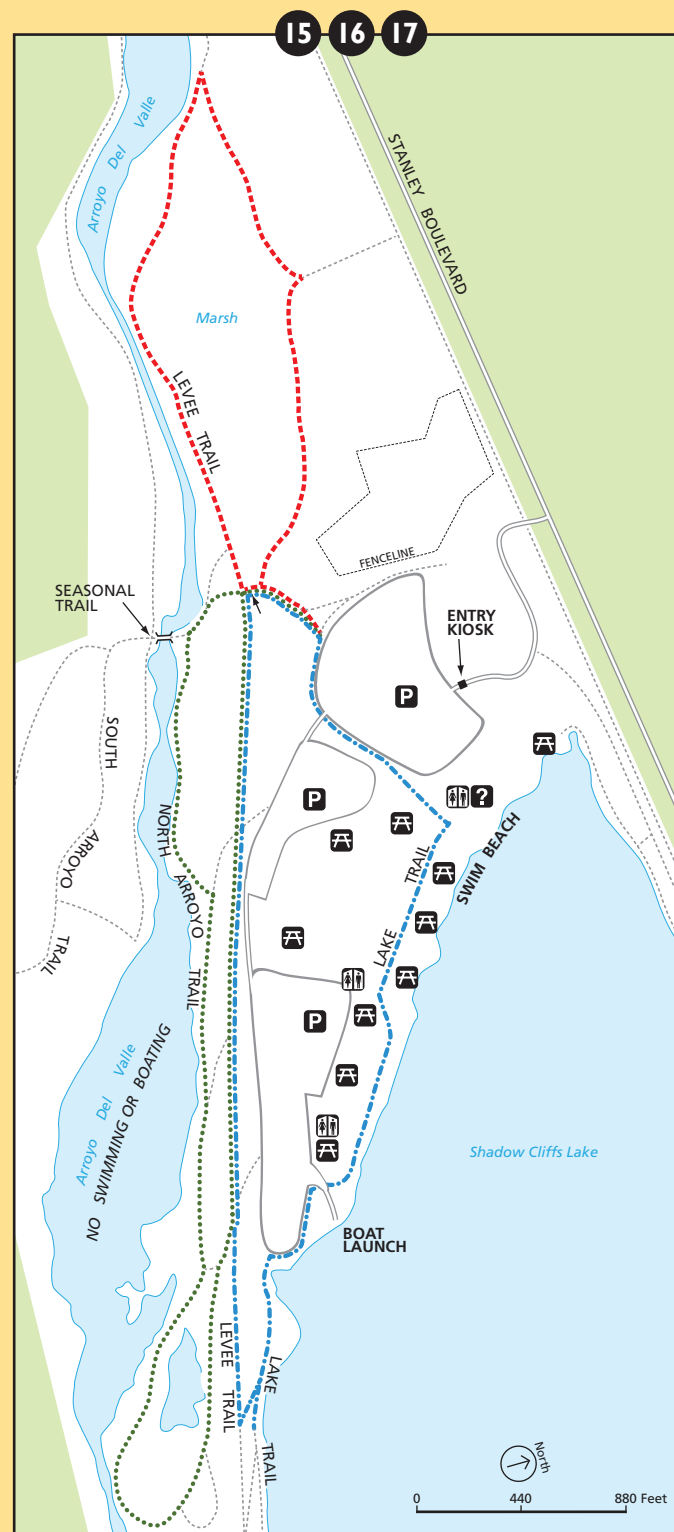 15 16 17
Arroyo Del Valle
STANLEY BOULEVARD
Marsh
LEVEE TRAIL
FENCELINE
SEASONAL
TRAIL
ENTRY
KIOSK
P
SOUTH ARROYO TRAIL
P
?
NORTH ARROYO TRAIL
SWIM BEACH
LAKE TRAIL
P
Arroyo Del Valle
NO SWIMMING OR BOATING
Shadow Cliffs Lake
BOAT
LAUNCH
LEVEE TRAIL
LAKE TRAIL
North
0 440 880 Feet